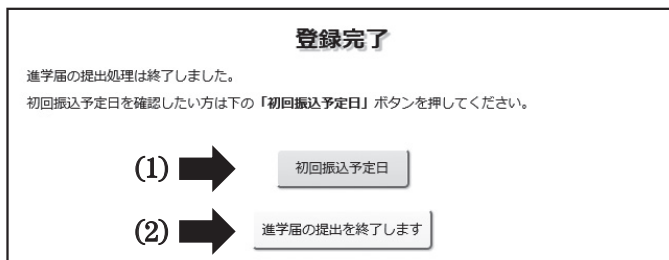 登録完了
進学届の提出処理は終了しました。
初回振込予定日を確認したい方は下の「初回振込予定日」ボタンを押してください。
(1) 初回振込予定日
(2) 進学届の提出を終了します